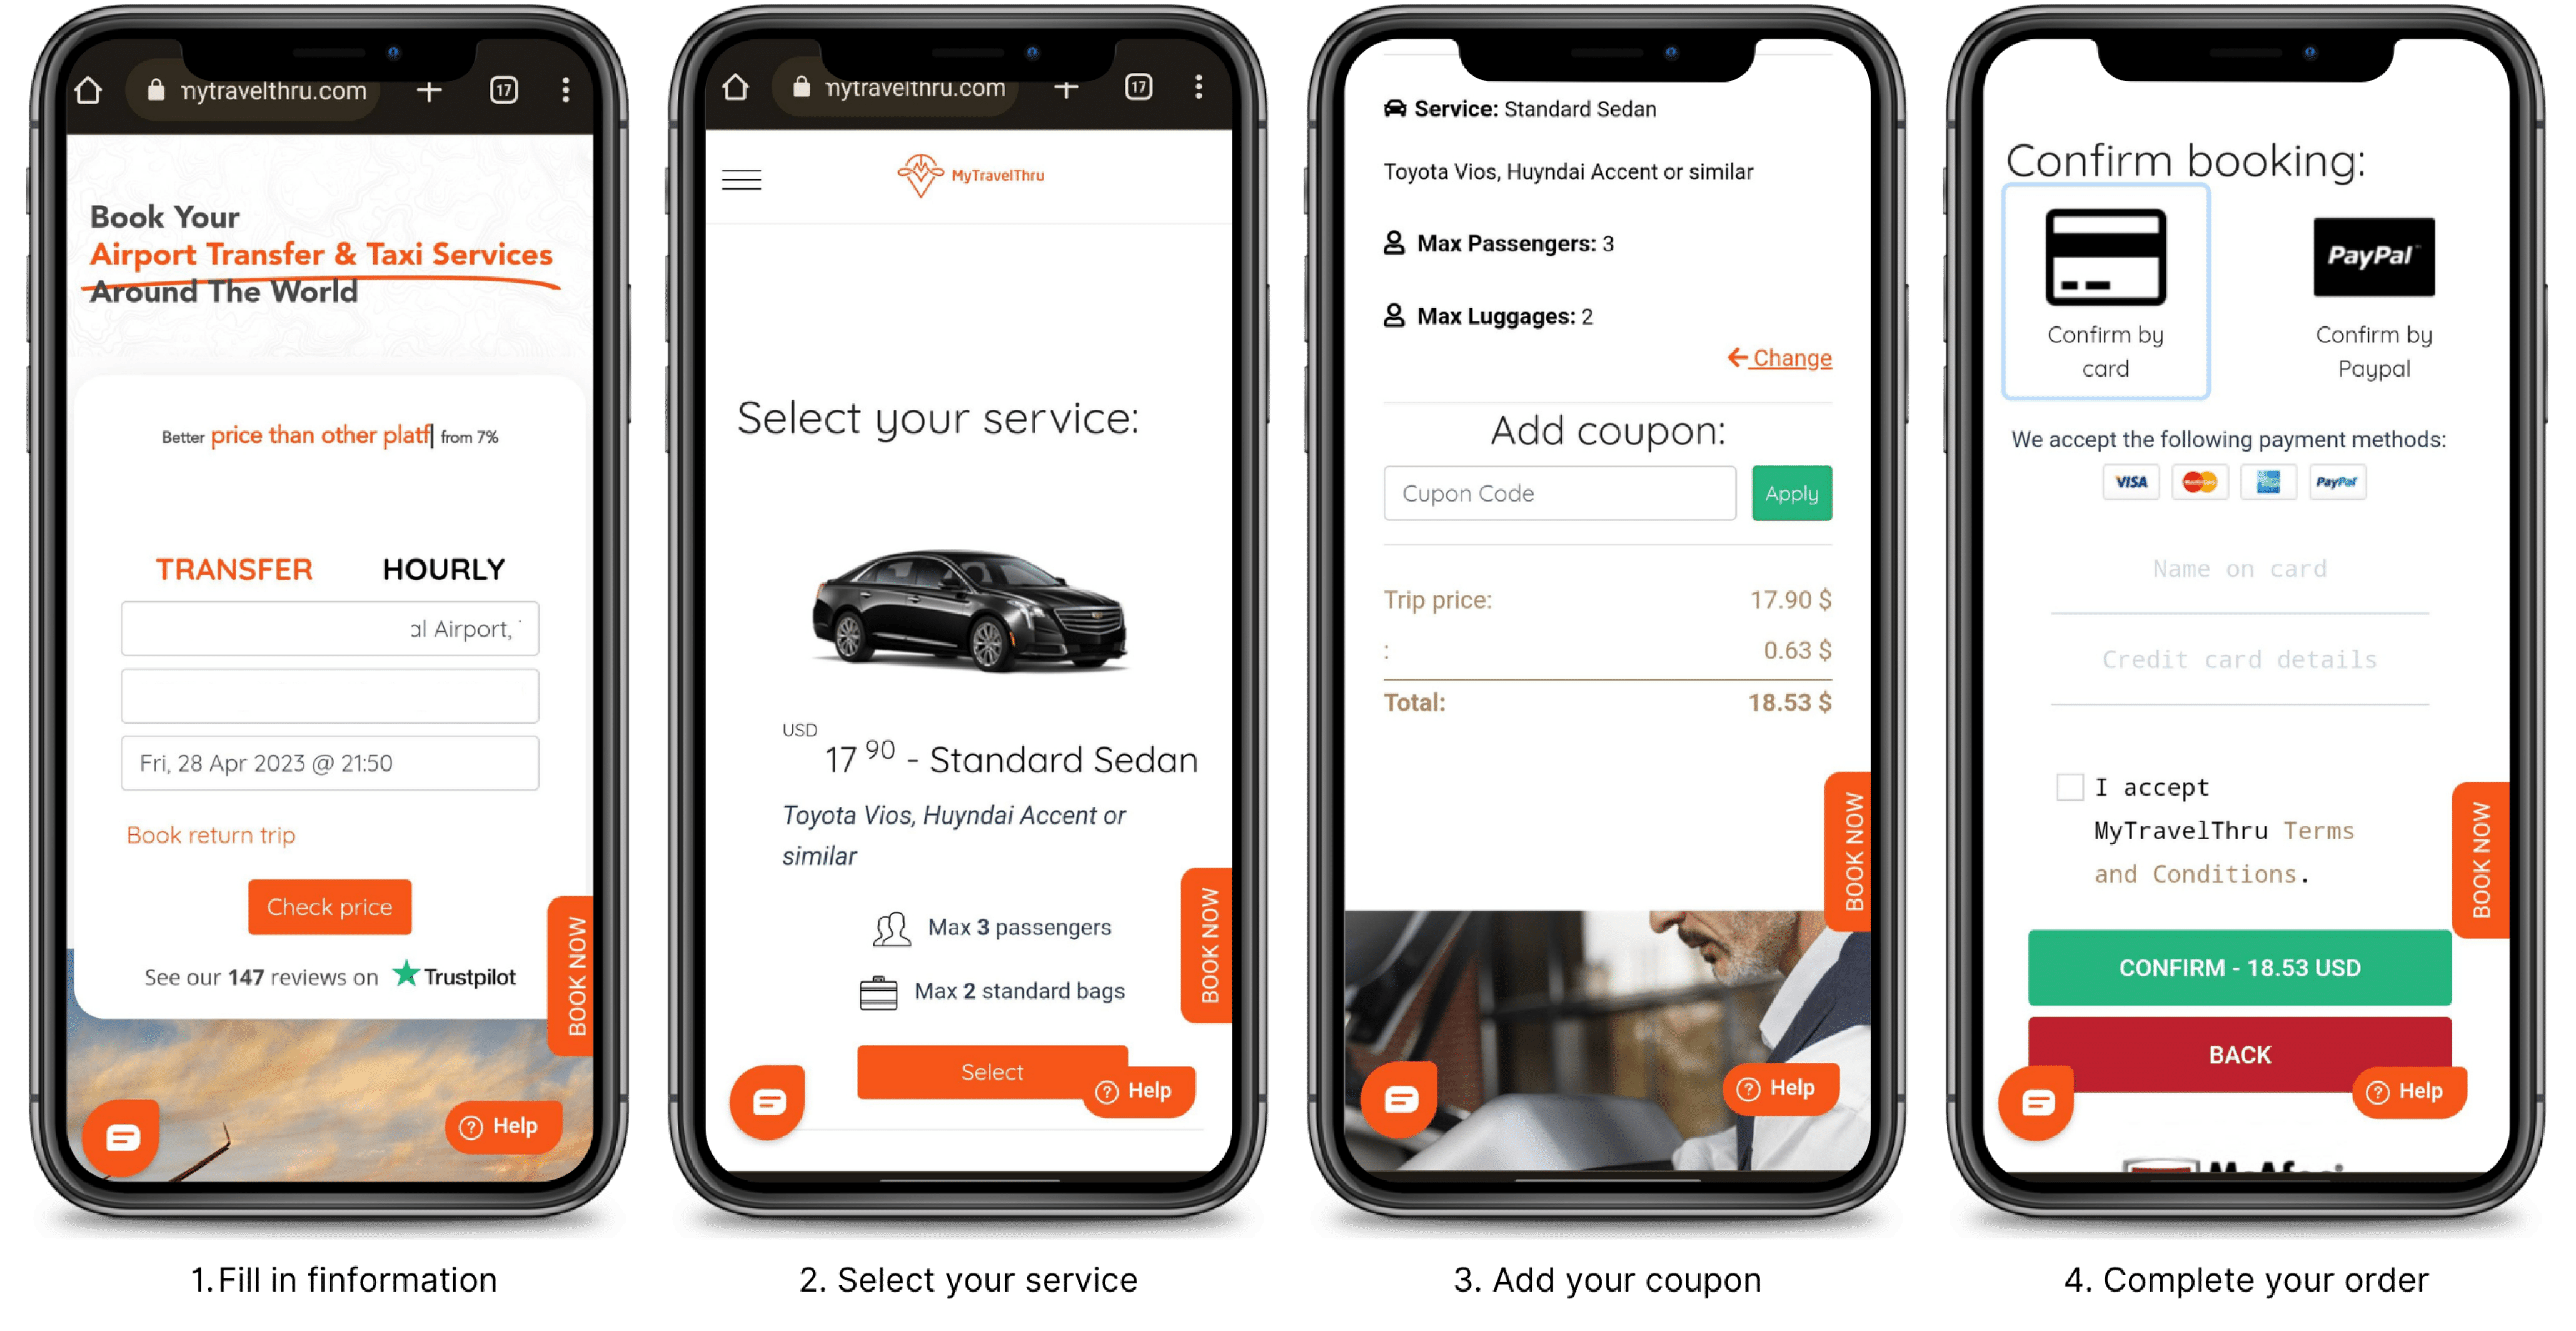 mytravelthru.com
17
Book Your
Airport Transfer & Taxi Services
Around The World
Better price than other platf from 7%
TRANSFER HOURLY
al Airport,
Fri, 28 Apr 2023 @ 21:50
Book return trip
Check price
BOOK NOW
See our 147 reviews on Trustpilot
? Help
1. Fill in finformation
mytravelthru.com
17
MyTravelThru
Select your service:
USD
17 90 - Standard Sedan
Toyota Vios, Huyndai Accent or
similar
Max 3 passengers
Max 2 standard bags
BOOK NOW
Select
? Help
2. Select your service
Service: Standard Sedan
Toyota Vios, Huyndai Accent or similar
Max Passengers: 3
Max Luggages: 2
Change
Add coupon:
Cupon Code
Apply
Trip price: 17.90 $
: 0.63 $
Total: 18.53 $
BOOK NOW
? Help
3. Add your coupon
Confirm booking:
PayPal
Confirm by
card
Confirm by
Paypal
We accept the following payment methods:
VISA
PayPal
Name on card
Credit card details
I accept
MyTravelThru Terms
and Conditions.
BOOK NOW
CONFIRM - 18.53 USD
BACK
? Help
4. Complete your order